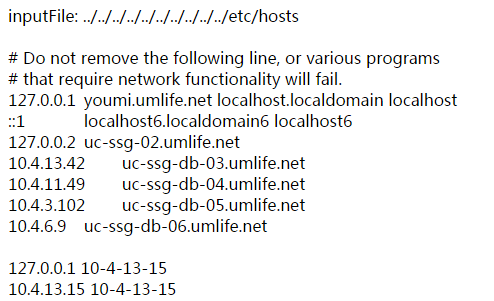 inputFile: ../../../../../../../../../../etc/hosts
# Do not remove the following line, or various programs
# that require network functionality will fail.
127.0.0.1 youmi.umlife.net localhost.localdomain localhost
::1 localhost6.localdomain6 localhost6
127.0.0.2 uc-ssg-02.umlife.net
10.4.13.42 uc-ssg-db-03.umlife.net
10.4.11.49 uc-ssg-db-04.umlife.net
10.4.3.102 uc-ssg-db-05.umlife.net
10.4.6.9 uc-ssg-db-06.umlife.net
127.0.0.1 10-4-13-15
10.4.13.15 10-4-13-15